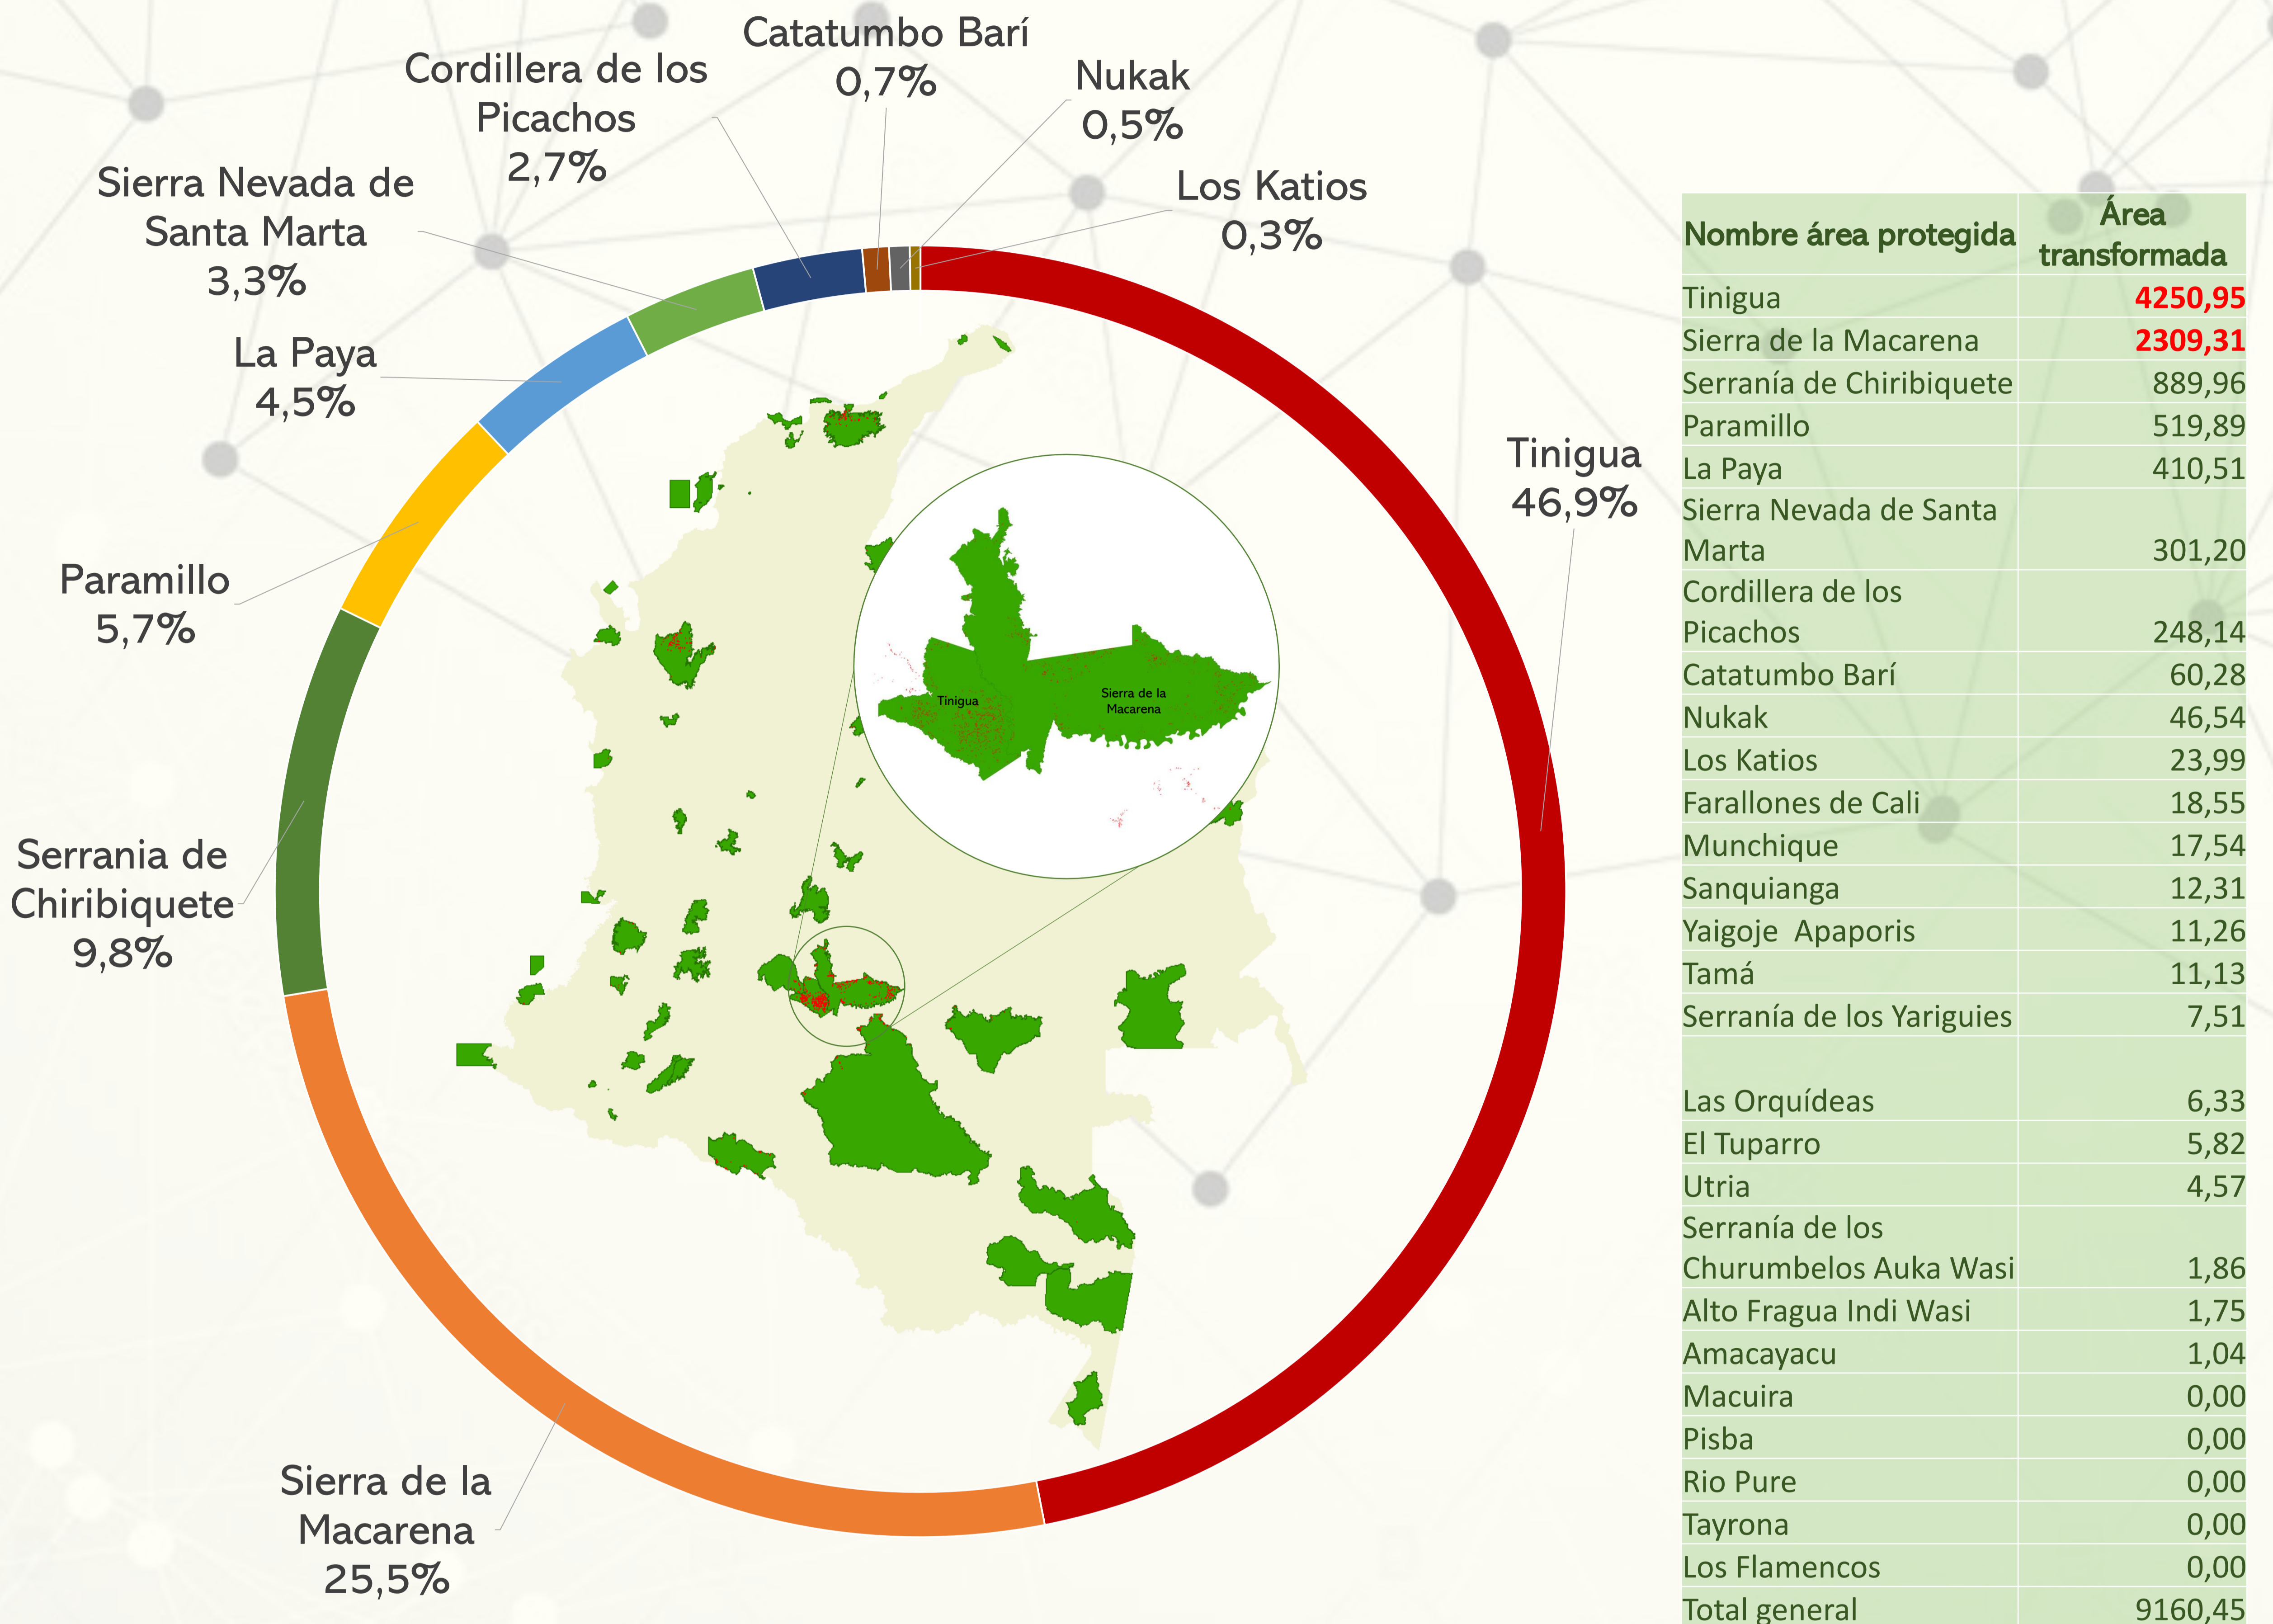 Catatumbo Barí
0,7%
Cordillera de los
Picachos
2,7%
Nukak
0,5%
Sierra Nevada de
Santa Marta
3,3%
Los Katios
0,3%
La Paya
4,5%
Tinigua
46,9%
Paramillo
5,7%
Serrania de
Chiribiquete
9,8%
Sierra de la
Macarena
25,5%
Tinigua
Sierra de la
Macarena
Nombre área protegida Área
transformada
Tinigua 4250,95
Sierra de la Macarena 2309,31
Serranía de Chiribiquete 889,96
Paramillo 519,89
La Paya 410,51
Sierra Nevada de Santa
Marta 301,20
Cordillera de los
Picachos 248,14
Catatumbo Barí 60,28
Nukak 46,54
Los Katios 23,99
Farallones de Cali 18,55
Munchique 17,54
Sanquianga 12,31
Yaigoje  Apaporis 11,26
Tamá 11,13
Serranía de los Yariguies 7,51
Las Orquídeas 6,33
El Tuparro 5,82
Utria 4,57
Serranía de los
Churumbelos Auka Wasi 1,86
Alto Fragua Indi Wasi 1,75
Amacayacu 1,04
Macuira 0,00
Pisba 0,00
Rio Pure 0,00
Tayrona 0,00
Los Flamencos 0,00
Total general 9160,45